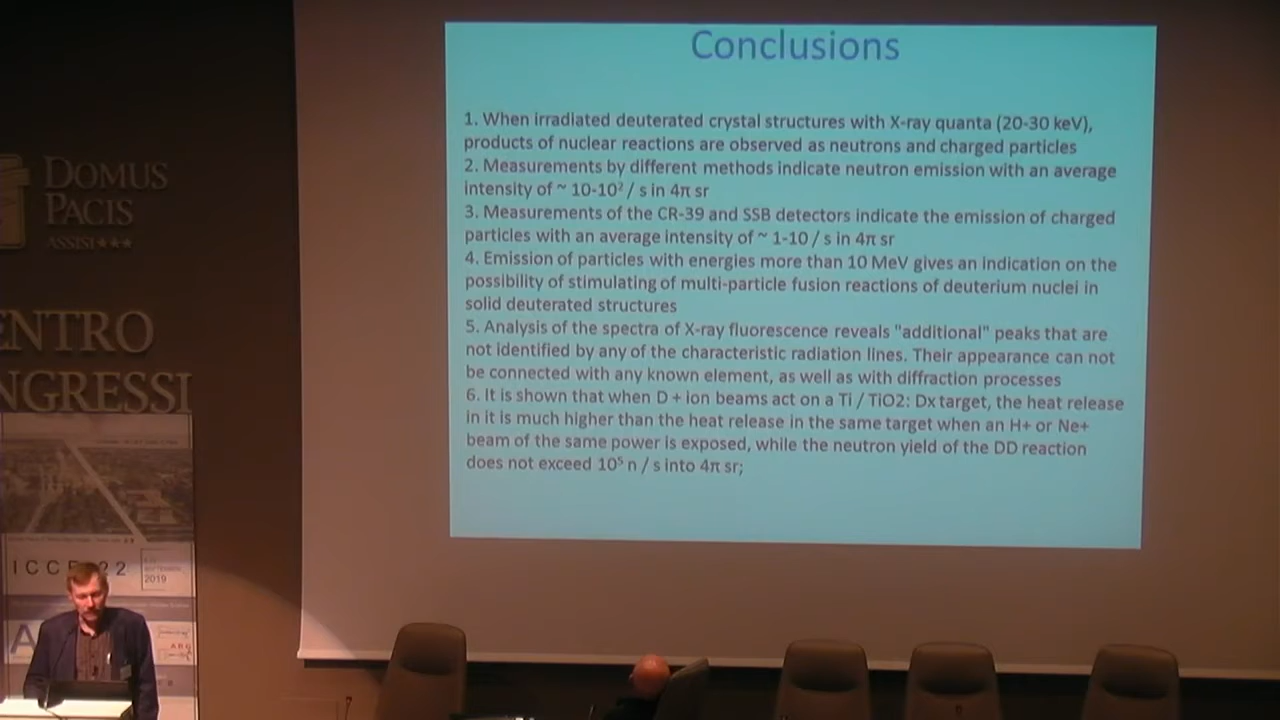 Conclusions
1. When irradiated deuterated crystal structures with X-ray quanta (20-30 keV),
products of nuclear reactions are observed as neutrons and charged particles
2. Measurements by different methods indicate neutron emission with an average
intensity of ~ 10-10² / s in 4π sr
3. Measurements of the CR-39 and SSB detectors indicate the emission of charged
particles with an average intensity of ~ 1-10 / s in 4π sr
4. Emission of particles with energies more than 10 MeV gives an indication on the
possibility of stimulating of multi-particle fusion reactions of deuterium nuclei in
solid deuterated structures
5. Analysis of the spectra of X-ray fluorescence reveals "additional" peaks that are
not identified by any of the characteristic radiation lines. Their appearance can not
be connected with any known element, as well as with diffraction processes
6. It is shown that when D + ion beams act on a Ti / TiO2: Dx target, the heat release
in it is much higher than the heat release in the same target when an H+ or Ne+
beam of the same power is exposed, while the neutron yield of the DD reaction
does not exceed 10⁵ n / s into 4π sr;
DOMUS
PACIS
ASSISI★★★
ENTRO
NGRESSI
ICCF 22
2019
A